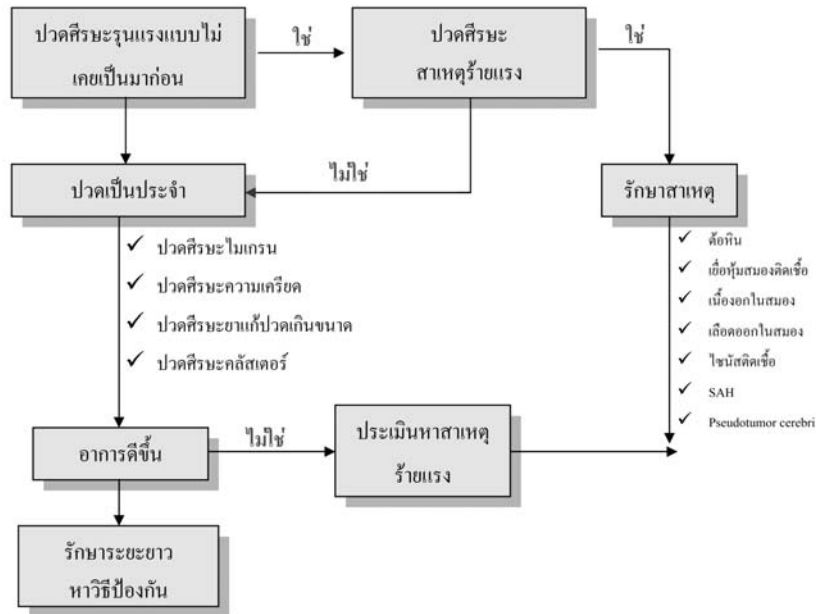 ปวดศีรษะรุนแรงแบบไม่
เคยเป็นมาก่อน
ใช่
ปวดศีรษะ
สาเหตุร้ายแรง
ใช่
ไม่ใช่
ปวดเป็นประจำ
รักษาสาเหตุ
✓ ปวดศีรษะไมเกรน
✓ ปวดศีรษะความเครียด
✓ ปวดศีรษะยาแก้ปวดเกินขนาด
✓ ปวดศีรษะคลัสเตอร์
✓ ต้อหิน
✓ เยื่อหุ้มสมองติดเชื้อ
✓ เนื้องอกในสมอง
✓ เลือดออกในสมอง
✓ ไซนัสติดเชื้อ
✓ SAH
✓ Pseudotumor cerebri
อาการดีขึ้น
ไม่ใช่
ประเมินหาสาเหตุ
ร้ายแรง
รักษาระยะยาว
หาวิธีป้องกัน